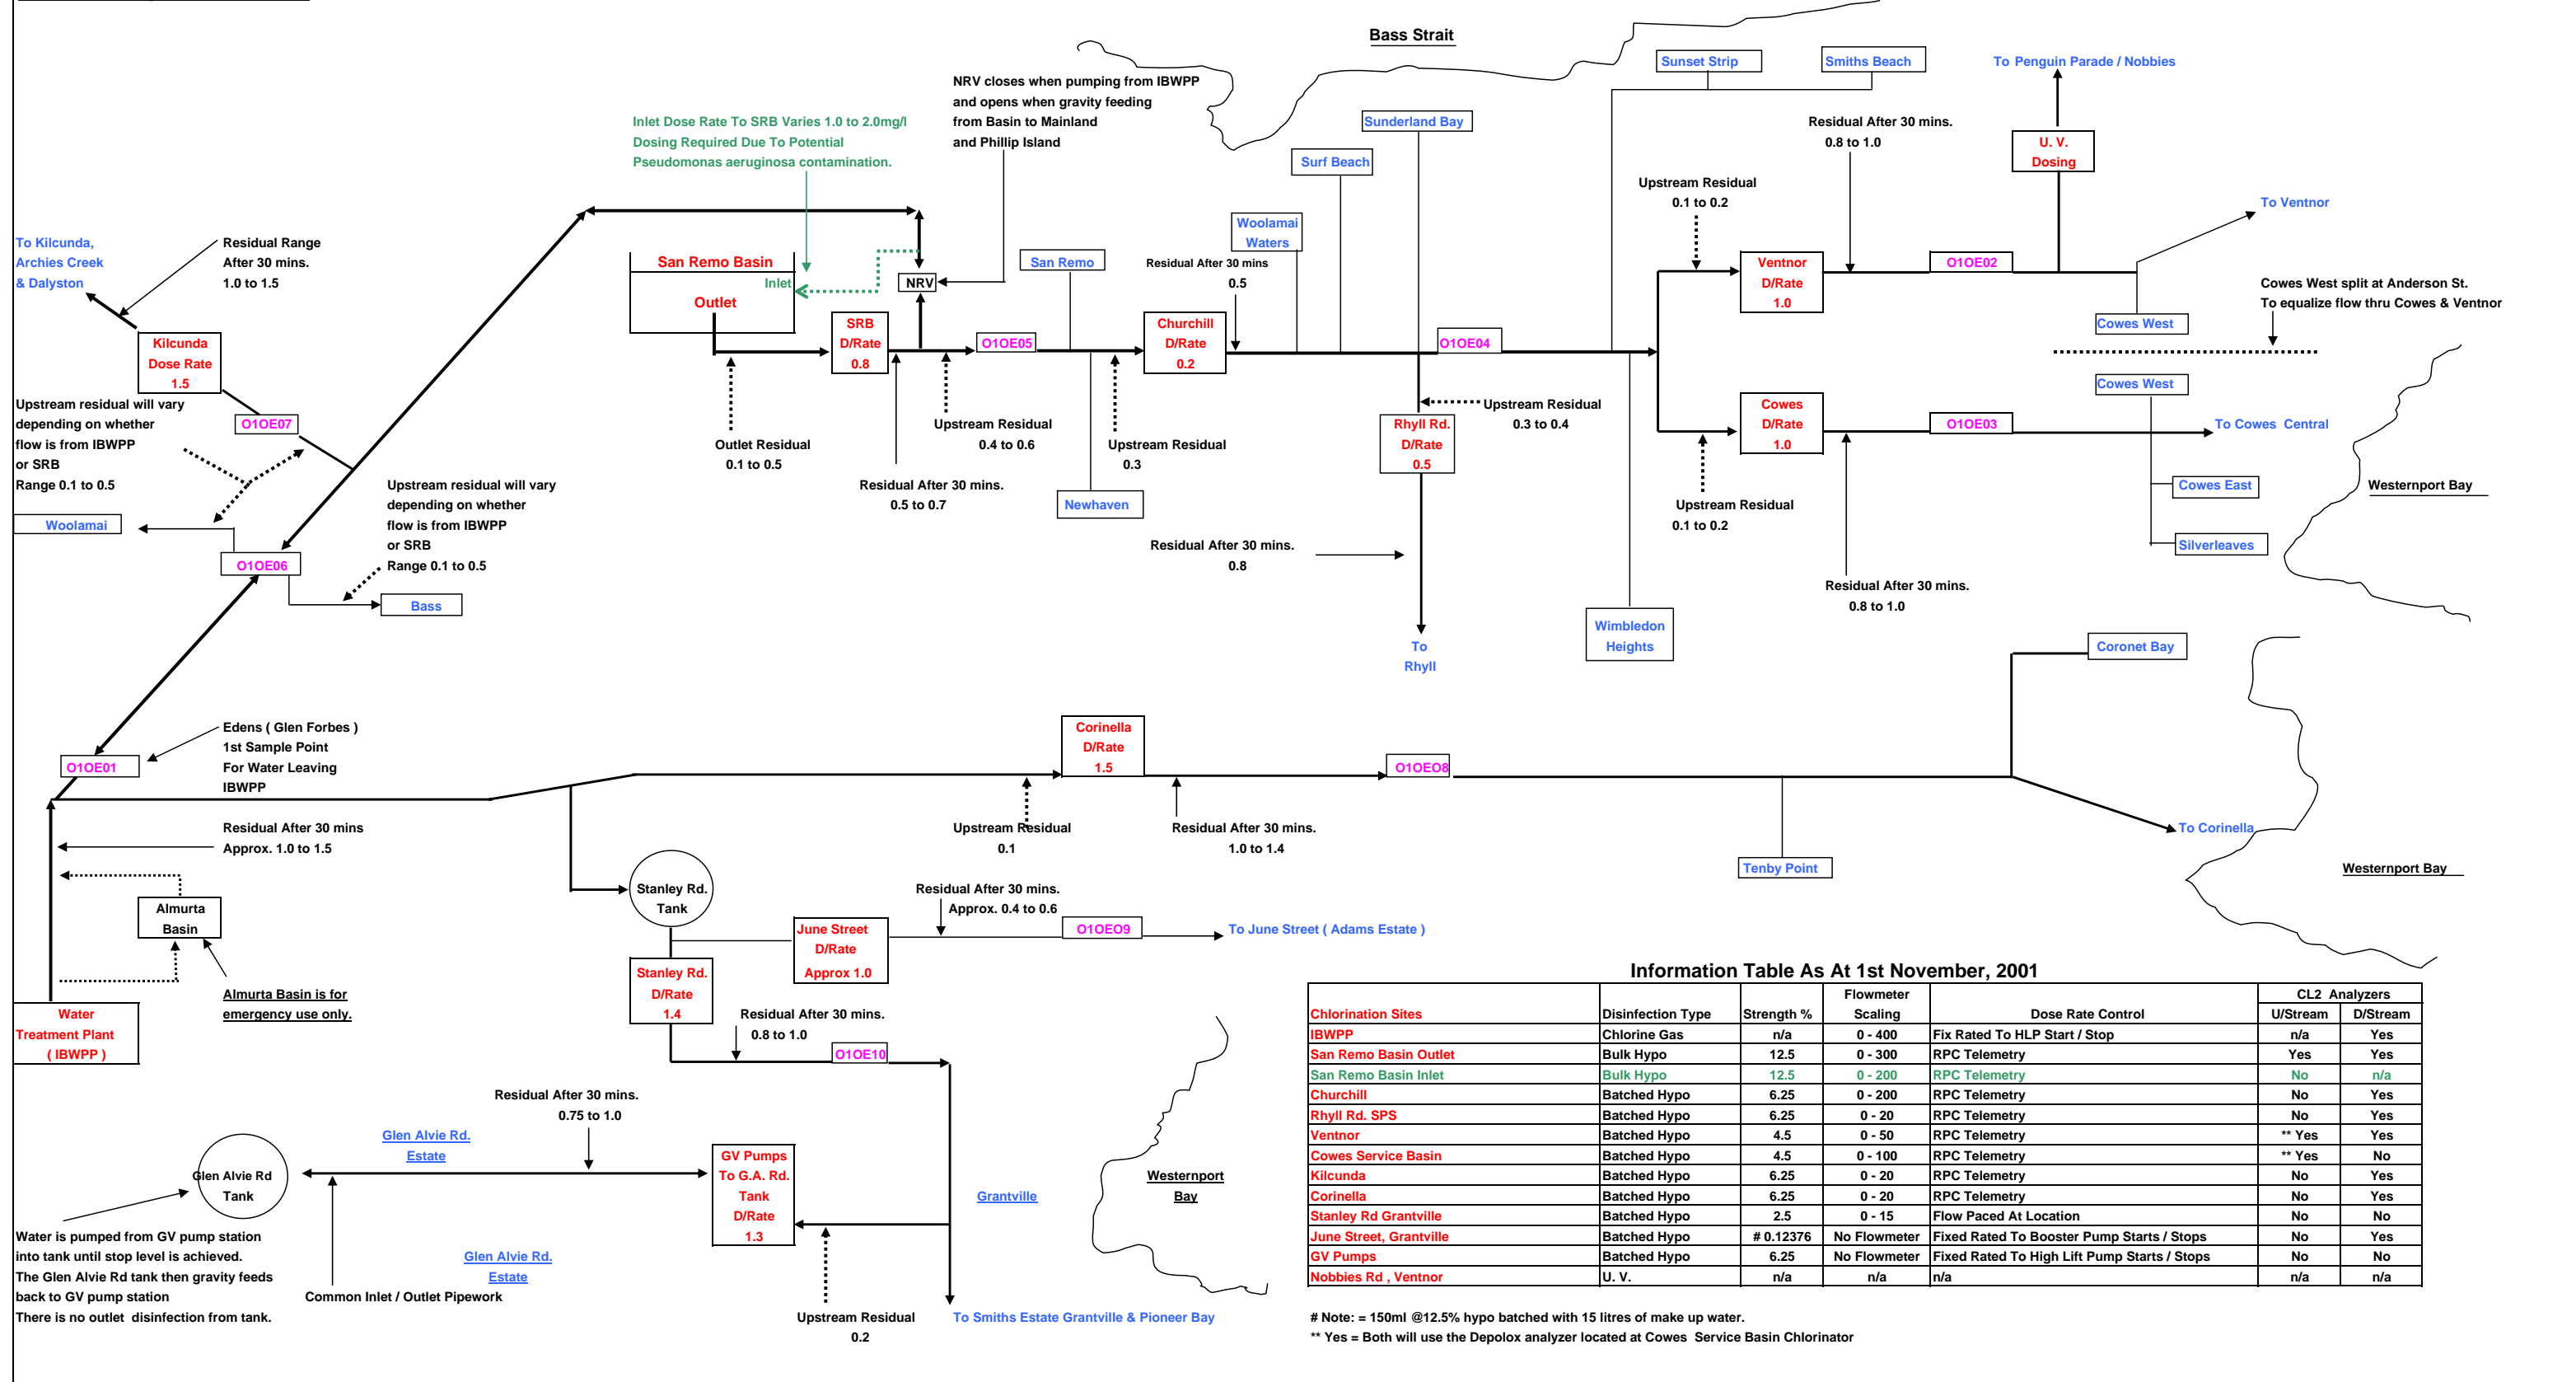 Bass Strait
Sunset Strip
Smiths Beach
To Penguin Parade / Nobbies
NRV closes when pumping from IBWPP
and opens when gravity feeding
from Basin to Mainland
and Phillip Island
Inlet Dose Rate To SRB Varies 1.0 to 2.0mg/l
Dosing Required Due To Potential
Pseudomonas aeruginosa contamination.
Sunderland Bay
Surf Beach
Residual After 30 mins.
0.8 to 1.0
U. V.
Dosing
Upstream Residual
0.1 to 0.2
To Ventnor
To Kilcunda,
Archies Creek
& Dalyston
Residual Range
After 30 mins.
1.0 to 1.5
San Remo Basin
Inlet
Outlet
NRV
San Remo
Woolamai
Waters
Residual After 30 mins
0.5
Ventnor
D/Rate
1.0
O1OE02
Cowes West
Cowes West split at Anderson St.
To equalize flow thru Cowes & Ventnor
Kilcunda
Dose Rate
1.5
SRB
D/Rate
0.8
O1OE05
Churchill
D/Rate
0.2
O1OE04
Upstream residual will vary
depending on whether
flow is from IBWPP
or SRB
Range 0.1 to 0.5
O1OE07
Outlet Residual
0.1 to 0.5
Upstream Residual
0.4 to 0.6
Upstream Residual
0.3
Rhyll Rd.
D/Rate
0.5
Upstream Residual
0.3 to 0.4
Cowes
D/Rate
1.0
O1OE03
Cowes West
To Cowes Central
Residual After 30 mins.
0.5 to 0.7
Newhaven
Upstream Residual
0.1 to 0.2
Cowes East
Westernport Bay
Silverleaves
Woolamai
Upstream residual will vary
depending on whether
flow is from IBWPP
or SRB
Range 0.1 to 0.5
O1OE06
Bass
Residual After 30 mins.
0.8
Residual After 30 mins.
0.8 to 1.0
Wimbledon
Heights
To
Rhyll
Coronet Bay
Edens ( Glen Forbes )
1st Sample Point
For Water Leaving
IBWPP
O1OE01
Corinella
D/Rate
1.5
O1OEO8
Residual After 30 mins
Approx. 1.0 to 1.5
Upstream Residual
0.1
Residual After 30 mins.
1.0 to 1.4
To Corinella
Tenby Point
Westernport Bay
Almurta
Basin
Stanley Rd.
Tank
Residual After 30 mins.
Approx. 0.4 to 0.6
June Street
D/Rate
Approx 1.0
O1OEO9
To June Street ( Adams Estate )
Almurta Basin is for
emergency use only.
Stanley Rd.
D/Rate
1.4
Residual After 30 mins.
0.8 to 1.0
O1OE10
Water
Treatment Plant
( IBWPP )
Residual After 30 mins.
0.75 to 1.0
Glen Alvie Rd.
Estate
Glen Alvie Rd
Tank
GV Pumps
To G.A. Rd.
Tank
D/Rate
1.3
Grantville
Westernport
Bay
Water is pumped from GV pump station
into tank until stop level is achieved.
The Glen Alvie Rd tank then gravity feeds
back to GV pump station
There is no outlet disinfection from tank.
Glen Alvie Rd.
Estate
Common Inlet / Outlet Pipework
Upstream Residual
0.2
To Smiths Estate Grantville & Pioneer Bay
Information Table As At 1st November, 2001
Flowmeter CL2 Analyzers
Chlorination Sites Disinfection Type Strength % Scaling Dose Rate Control U/Stream D/Stream
IBWPP Chlorine Gas n/a 0 - 400 Fix Rated To HLP Start / Stop n/a Yes
San Remo Basin Outlet Bulk Hypo 12.5 0 - 300 RPC Telemetry Yes Yes
San Remo Basin Inlet Bulk Hypo 12.5 0 - 200 RPC Telemetry No n/a
Churchill Batched Hypo 6.25 0 - 200 RPC Telemetry No Yes
Rhyll Rd. SPS Batched Hypo 6.25 0 - 20 RPC Telemetry No Yes
Ventnor Batched Hypo 4.5 0 - 50 RPC Telemetry ** Yes Yes
Cowes Service Basin Batched Hypo 4.5 0 - 100 RPC Telemetry ** Yes No
Kilcunda Batched Hypo 6.25 0 - 20 RPC Telemetry No Yes
Corinella Batched Hypo 6.25 0 - 20 RPC Telemetry No Yes
Stanley Rd Grantville Batched Hypo 2.5 0 - 15 Flow Paced At Location No No
June Street, Grantville Batched Hypo # 0.12376 No Flowmeter Fixed Rated To Booster Pump Starts / Stops No Yes
GV Pumps Batched Hypo 6.25 No Flowmeter Fixed Rated To High Lift Pump Starts / Stops No No
Nobbies Rd , Ventnor U. V. n/a n/a n/a n/a n/a
# Note: = 150ml @12.5% hypo batched with 15 litres of make up water.
** Yes = Both will use the Depolox analyzer located at Cowes Service Basin Chlorinator